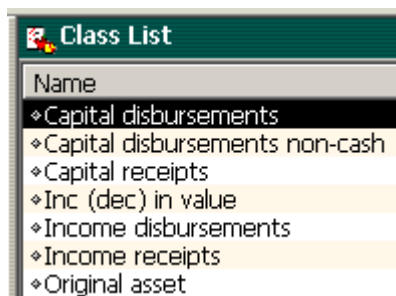 Class List
Name
Capital disbursements
Capital disbursements non-cash
Capital receipts
Inc (dec) in value
Income disbursements
Income receipts
Original asset